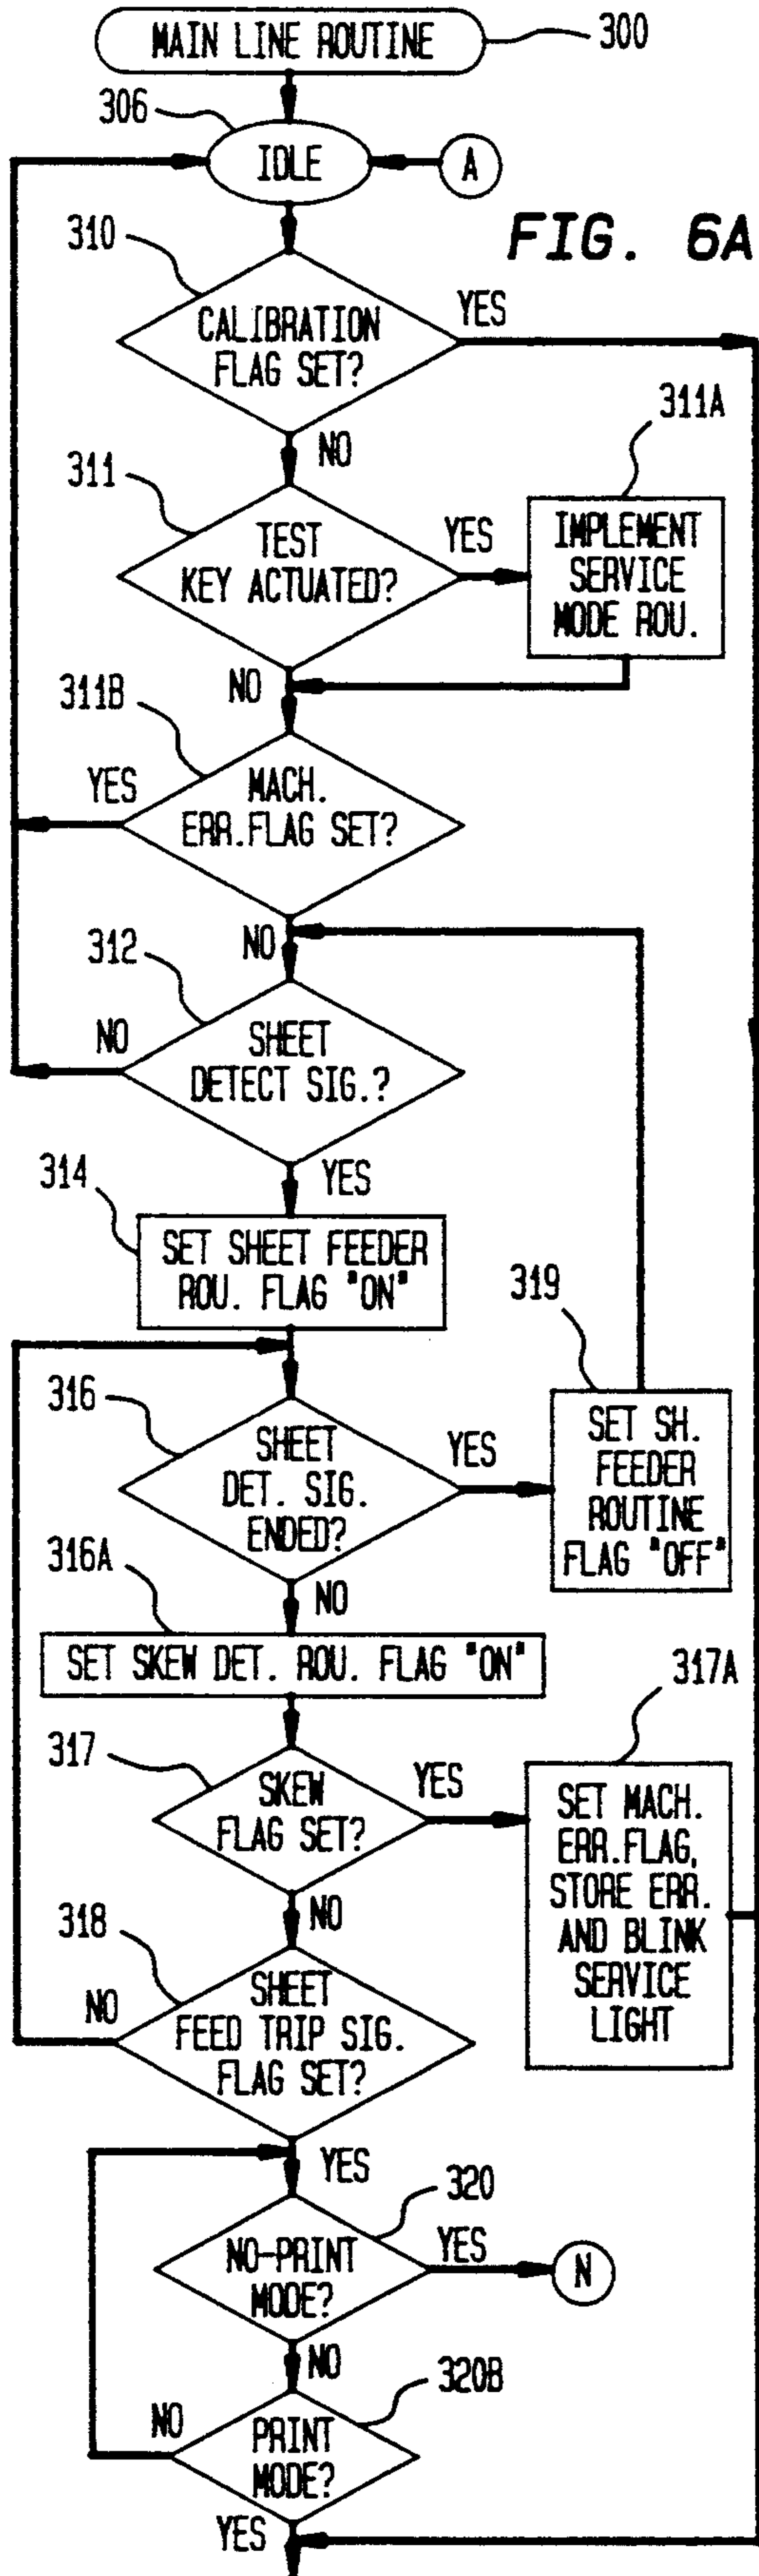 MAIN LINE ROUTINE
300
306
IDLE
A
FIG. 6A
310
CALIBRATION
FLAG SET?
YES
NO
311A
311
TEST
KEY ACTUATED?
YES
IMPLEMENT
SERVICE
MODE ROU.
NO
311B
MACH.
ERR.FLAG SET?
YES
NO
312
SHEET
DETECT SIG.?
NO
YES
314
SET SHEET FEEDER
ROU. FLAG "ON"
319
316
SHEET
DET. SIG.
ENDED?
YES
SET SH.
FEEDER
ROUTINE
FLAG "OFF"
NO
316A
SET SKEW DET. ROU. FLAG "ON"
317A
317
SKEW
FLAG SET?
YES
SET MACH.
ERR.FLAG,
STORE ERR.
AND BLINK
SERVICE
LIGHT
NO
318
SHEET
FEED TRIP SIG.
FLAG SET?
NO
YES
320
NO-PRINT
MODE?
YES
N
NO
320B
PRINT
MODE?
NO
YES